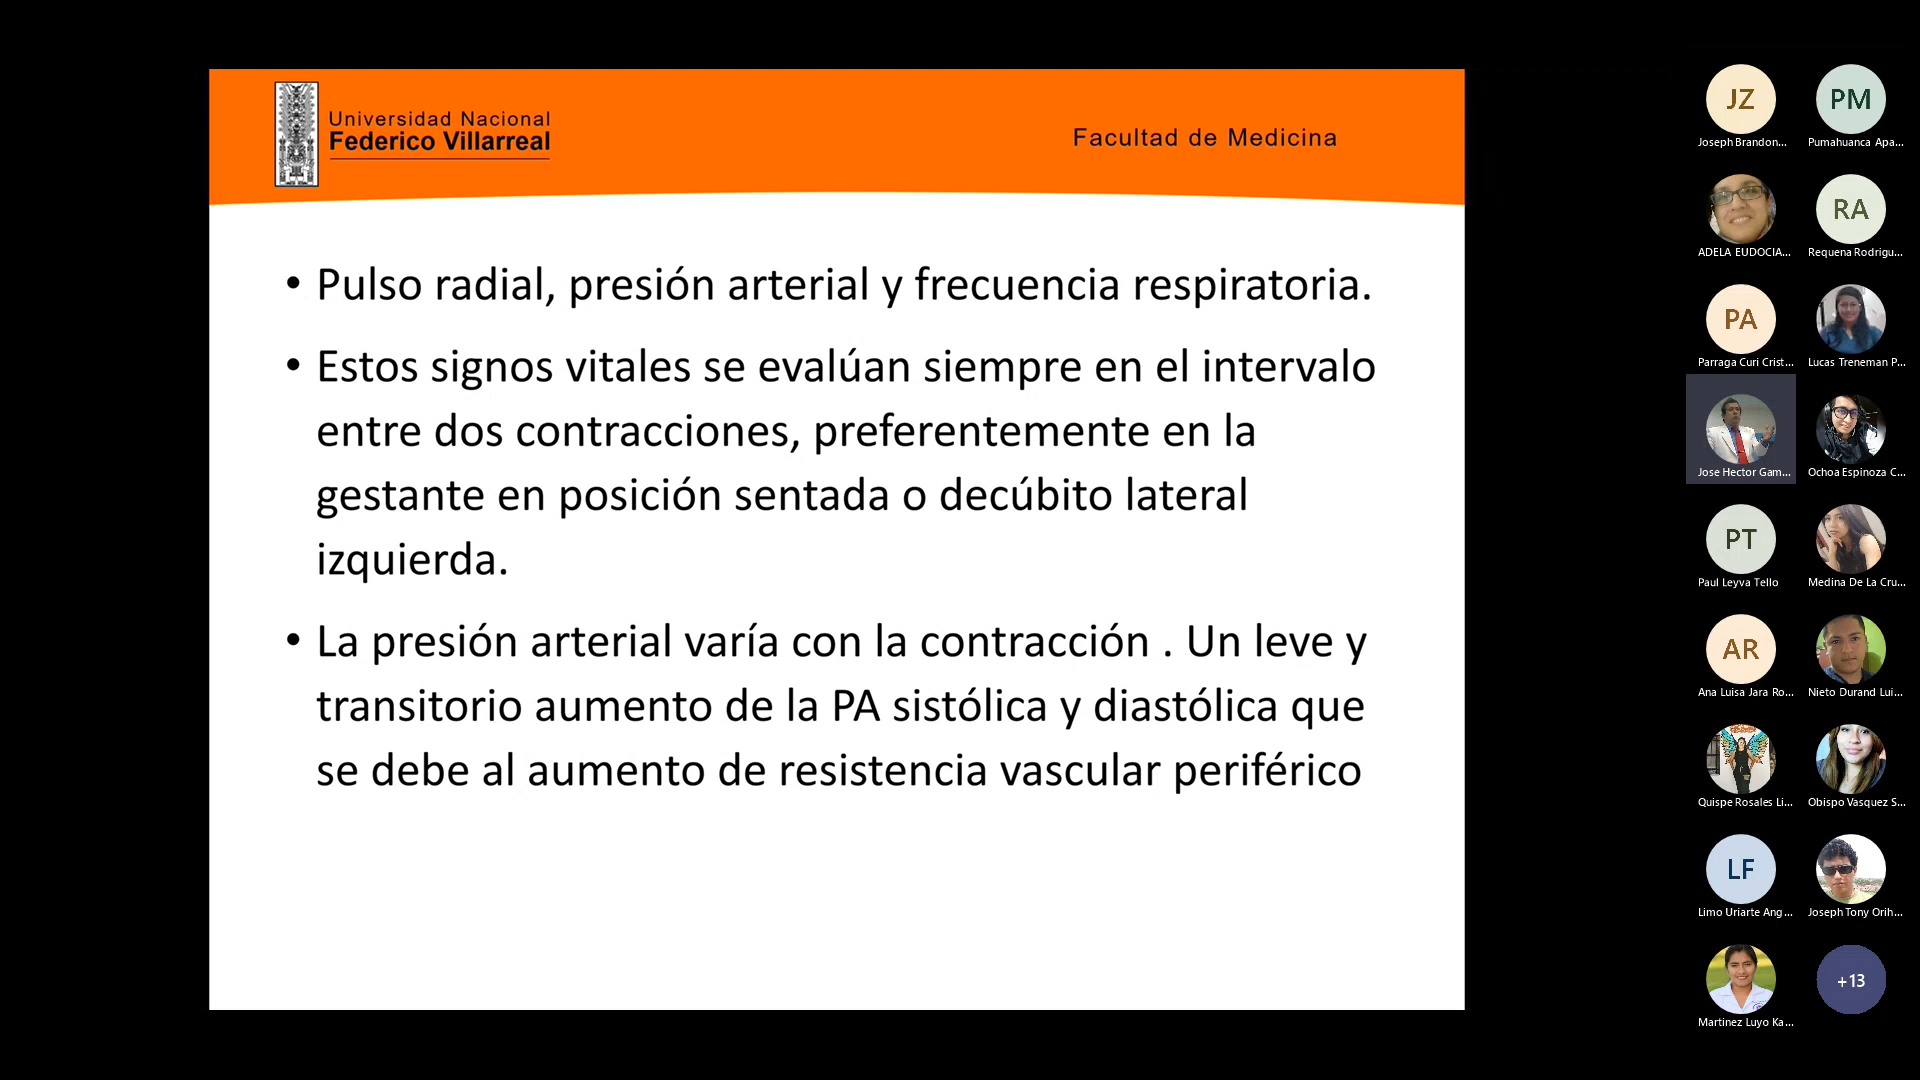 Universidad Nacional
Federico Villarreal
Facultad de Medicina
• Pulso radial, presión arterial y frecuencia respiratoria.
• Estos signos vitales se evalúan siempre en el intervalo
entre dos contracciones, preferentemente en la
gestante en posición sentada o decúbito lateral
izquierda.
• La presión arterial varía con la contracción . Un leve y
transitorio aumento de la PA sistólica y diastólica que
se debe al aumento de resistencia vascular periférico
JZ
PM
Joseph Brandon...
Pumahuanca Apa...
RA
ADELA EUDOCIA...
Requena Rodrigu...
PA
Parraga Curi Crist...
Lucas Treneman P...
Jose Hector Gam...
Ochoa Espinoza C...
PT
Paul Leyva Tello
Medina De La Cru...
AR
Ana Luisa Jara Ro...
Nieto Durand Lui...
Quispe Rosales Li...
Obispo Vasquez S...
LF
Limo Uriarte Ang...
Joseph Tony Orih...
+13
Martinez Luyo Ka...